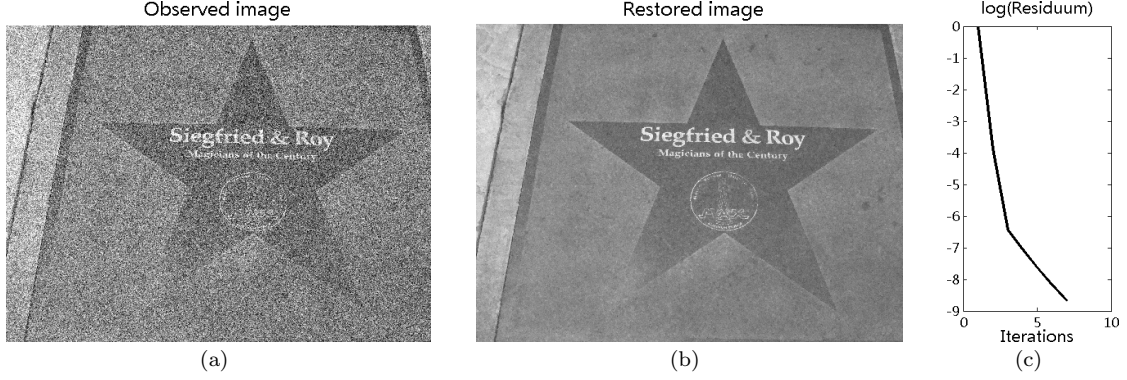 Observed image
Restored image
log(Residuum)
Siegfried & Roy
Magicians of the Century
Siegfried & Roy
Magicians of the Century
0
-1
-2
-3
-4
-5
-6
-7
-8
-9
0
5
10
Iterations
(a)
(b)
(c)